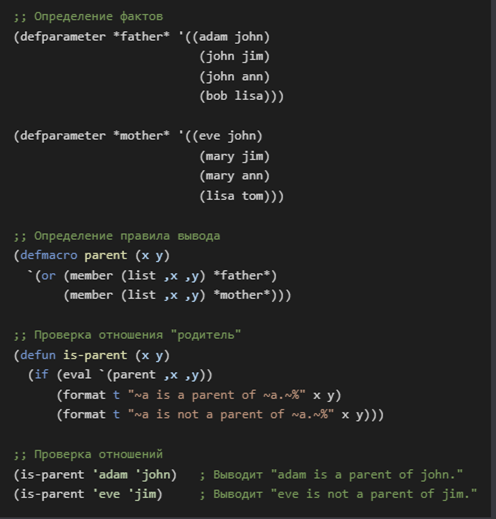 ;; Определение фактов
(defparameter *father* '((adam john)
                         (john jim)
                         (john ann)
                         (bob lisa)))

(defparameter *mother* '((eve john)
                         (mary jim)
                         (mary ann)
                         (lisa tom)))

;; Определение правила вывода
(defmacro parent (x y)
  `(or (member (list ,x ,y) *father*)
       (member (list ,x ,y) *mother*)))

;; Проверка отношения "родитель"
(defun is-parent (x y)
  (if (eval `(parent ,x ,y))
      (format t "~a is a parent of ~a.~%" x y)
      (format t "~a is not a parent of ~a.~%" x y)))

;; Проверка отношений
(is-parent 'adam 'john)   ; Выводит "adam is a parent of john."
(is-parent 'eve 'jim)     ; Выводит "eve is not a parent of jim."